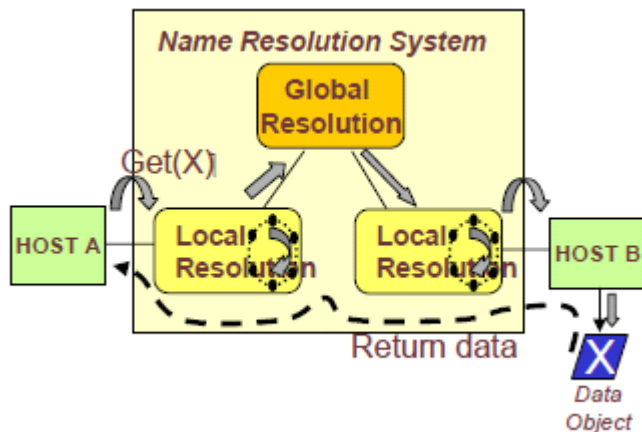 Name Resolution System
Global
Resolution
Get(X)
HOST A
Local
Resolution
Local
Resolution
HOST B
Return data
X
Data
Object